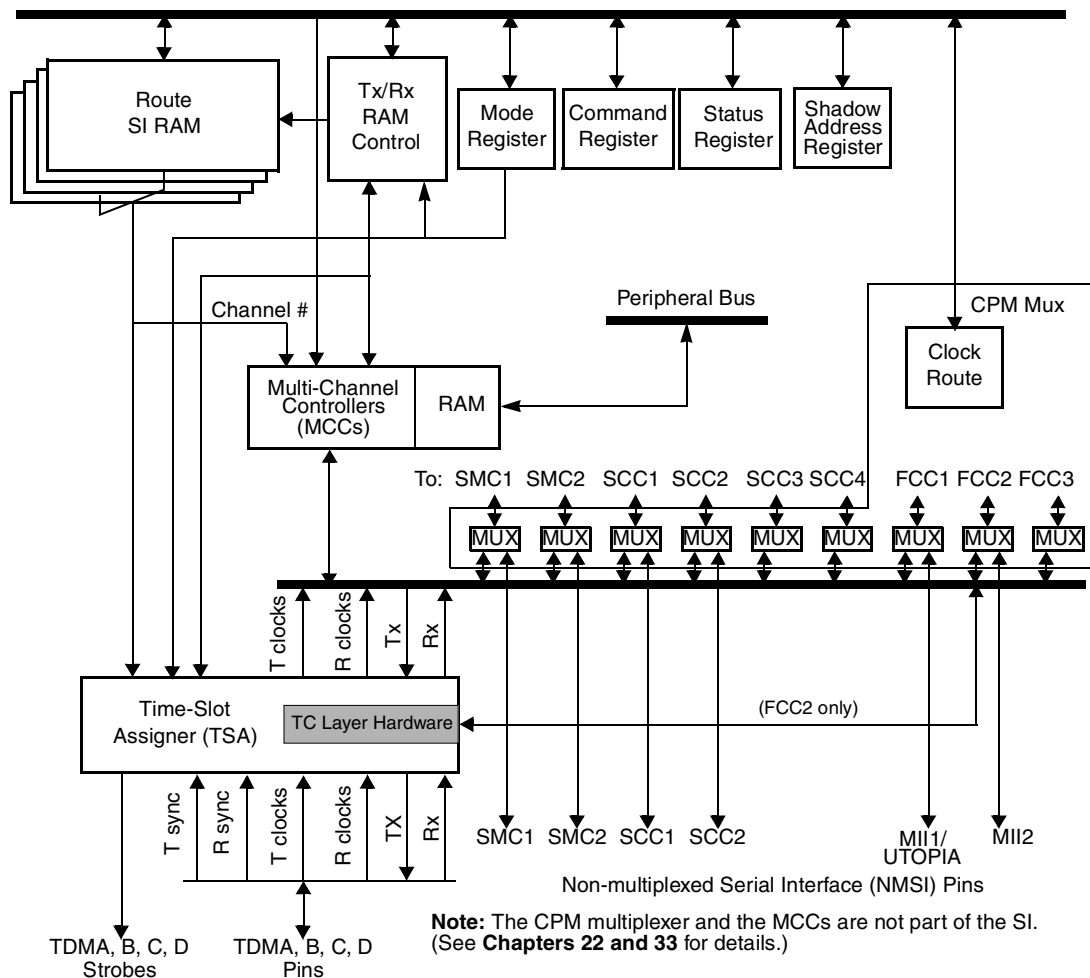 Route
SI RAM
Tx/Rx
RAM
Control
Mode
Register
Command
Register
Status
Register
Shadow
Address
Register
Channel #
Peripheral Bus
CPM Mux
Clock
Route
Multi-Channel
Controllers
(MCCs)
RAM
To: SMC1 SMC2 SCC1 SCC2 SCC3 SCC4 FCC1 FCC2 FCC3
MUX MUX MUX MUX MUX MUX MUX MUX MUX
T clocks
R clocks
Tx
Rx
Time-Slot
Assigner (TSA)
TC Layer Hardware
(FCC2 only)
T sync
R sync
T clocks
R clocks
TX
Rx
SMC1 SMC2 SCC1 SCC2 MII1/ MII2
UTOPIA
Non-multiplexed Serial Interface (NMSI) Pins
TDMA, B, C, D
Strobes
TDMA, B, C, D
Pins
Note: The CPM multiplexer and the MCCs are not part of the SI.
(See Chapters 22 and 33 for details.)